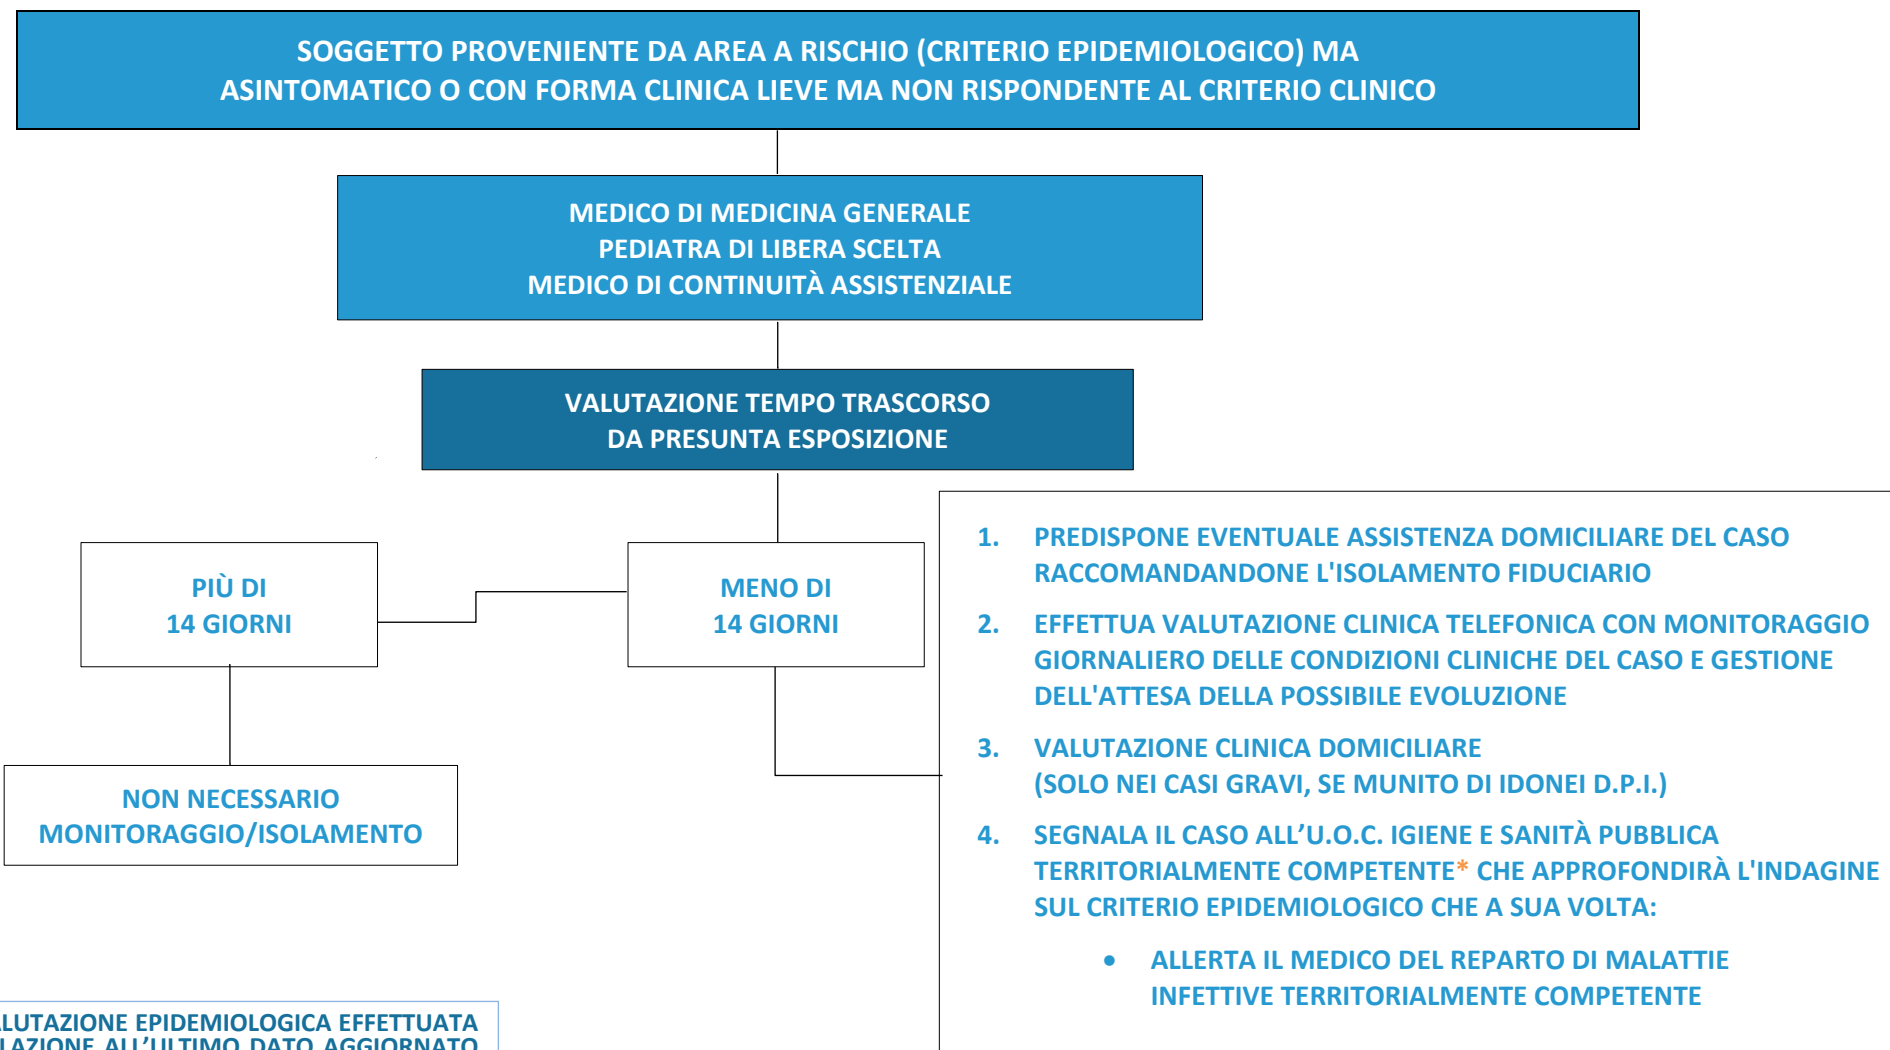 SOGGETTO PROVENIENTE DA AREA A RISCHIO (CRITERIO EPIDEMIOLOGICO) MA
ASINTOMATICO O CON FORMA CLINICA LIEVE MA NON RISPONDENTE AL CRITERIO CLINICO
MEDICO DI MEDICINA GENERALE
PEDIATRA DI LIBERA SCELTA
MEDICO DI CONTINUITÀ ASSISTENZIALE
VALUTAZIONE TEMPO TRASCORSO
DA PRESUNTA ESPOSIZIONE
PIÙ DI
14 GIORNI
MENO DI
14 GIORNI
NON NECESSARIO
MONITORAGGIO/ISOLAMENTO
1. PREDISPONE EVENTUALE ASSISTENZA DOMICILIARE DEL CASO
RACCOMANDANDONE L'ISOLAMENTO FIDUCIARIO
2. EFFETTUA VALUTAZIONE CLINICA TELEFONICA CON MONITORAGGIO
GIORNALIERO DELLE CONDIZIONI CLINICHE DEL CASO E GESTIONE
DELL'ATTESA DELLA POSSIBILE EVOLUZIONE
3. VALUTAZIONE CLINICA DOMICILIARE
(SOLO NEI CASI GRAVI, SE MUNITO DI IDONEI D.P.I.)
4. SEGNALA IL CASO ALL’U.O.C. IGIENE E SANITÀ PUBBLICA
TERRITORIALMENTE COMPETENTE* CHE APPROFONDIRÀ L'INDAGINE
SUL CRITERIO EPIDEMIOLOGICO CHE A SUA VOLTA:
• ALLERTA IL MEDICO DEL REPARTO DI MALATTIE
INFETTIVE TERRITORIALMENTE COMPETENTE
EPIDEMIOLOGICA EFFETTUATA
ALL’ULTIMO DATO AGGIORNATO